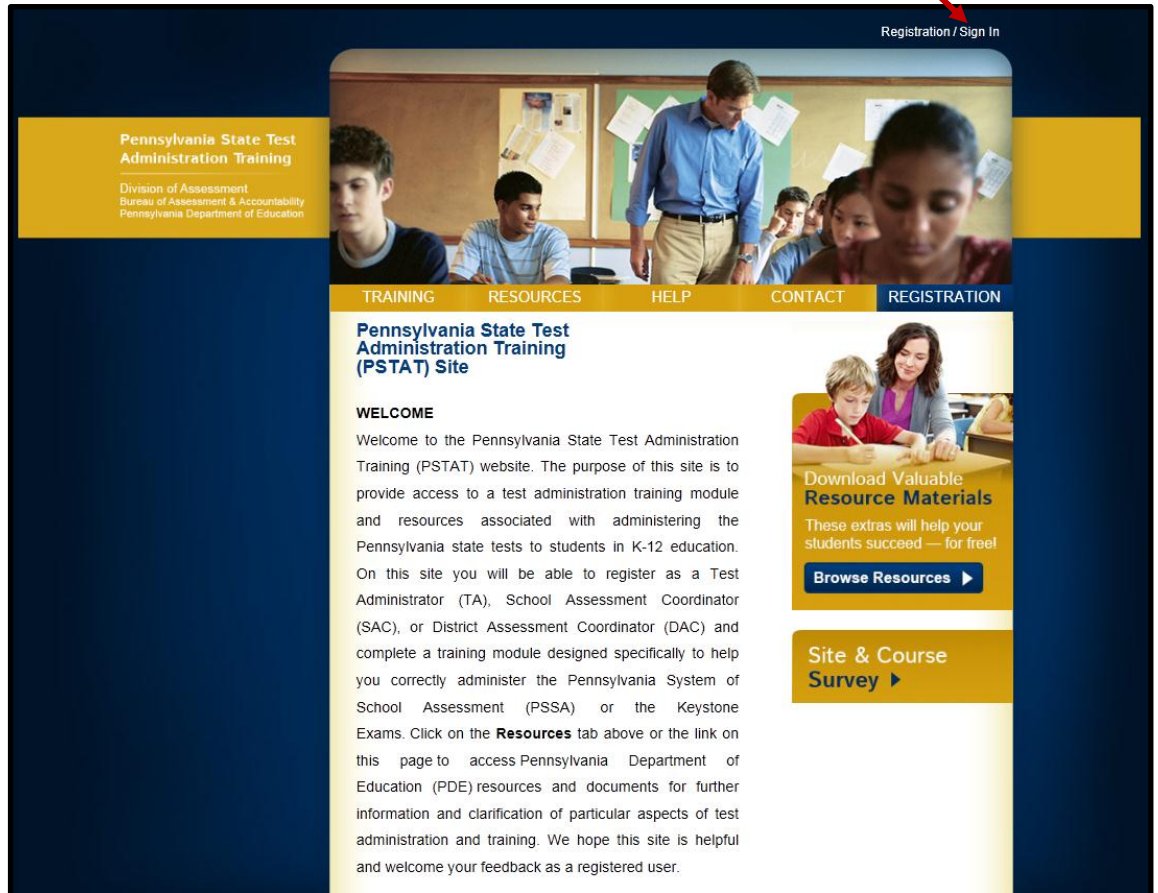 Registration / Sign In
Pennsylvania State Test
Administration Training
Division of Assessment
Bureau of Assessment & Accountability
Pennsylvania Department of Education
TRAINING RESOURCES HELP CONTACT REGISTRATION
Pennsylvania State Test
Administration Training
(PSTAT) Site
WELCOME
Welcome to the Pennsylvania State Test Administration
Training (PSTAT) website. The purpose of this site is to
provide access to a test administration training module
and resources associated with administering the
Pennsylvania state tests to students in K-12 education.
On this site you will be able to register as a Test
Administrator (TA), School Assessment Coordinator
(SAC), or District Assessment Coordinator (DAC) and
complete a training module designed specifically to help
you correctly administer the Pennsylvania System of
School Assessment (PSSA) or the Keystone
Exams. Click on the Resources tab above or the link on
this page to access Pennsylvania Department of
Education (PDE) resources and documents for further
information and clarification of particular aspects of test
administration and training. We hope this site is helpful
and welcome your feedback as a registered user.
Download Valuable
Resource Materials
These extras will help your
students succeed — for free!
Browse Resources
Site & Course
Survey